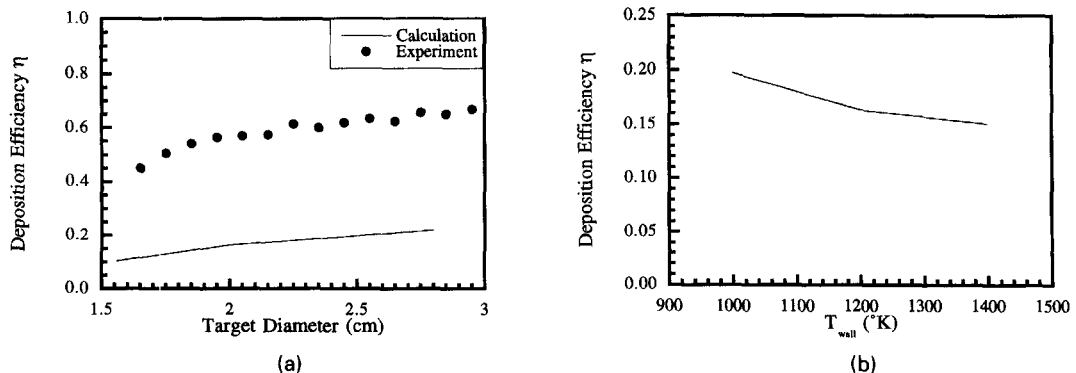 1.0
0.8
0.6
0.4
0.2
0.0
Deposition Efficiency η
Calculation
Experiment
1.5
2
2.5
3
Target Diameter (cm)
(a)
0.25
0.20
0.15
0.10
0.05
0.00
Deposition Efficiency η
900
1000
1100
1200
1300
1400
1500
T_wall (°K)
(b)